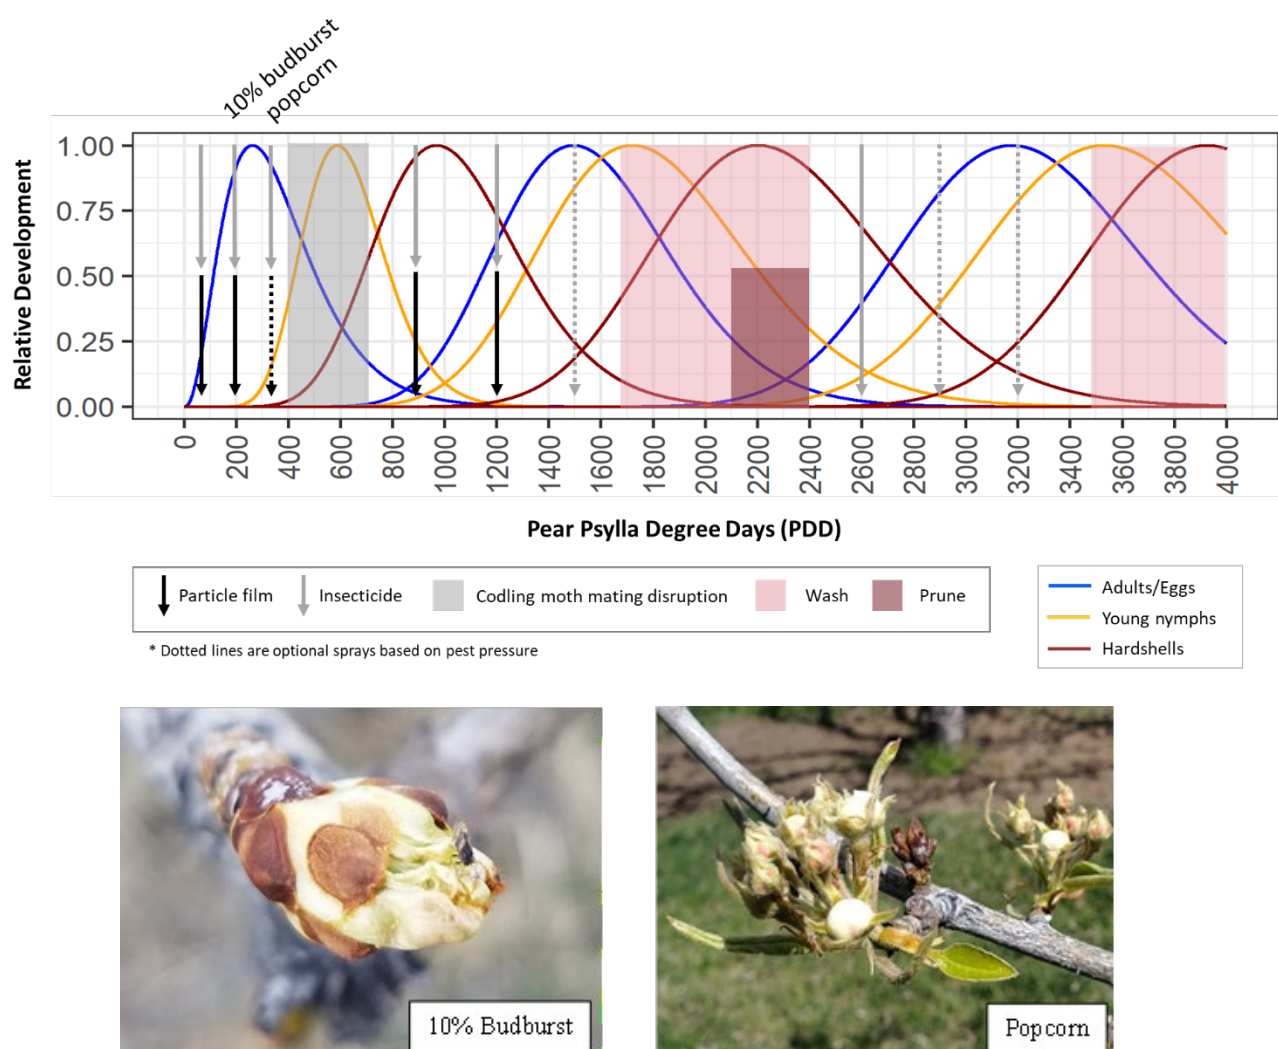 10% budburst
popcorn
Relative Development
1.00
0.75
0.50
0.25
0.00
0 200 400 600 800 1000 1200 1400 1600 1800 2000 2200 2400 2600 2800 3000 3200 3400 3600 3800 4000
Pear Psylla Degree Days (PDD)
Particle film Insecticide Codling moth mating disruption Wash Prune
* Dotted lines are optional sprays based on pest pressure
Adults/Eggs
Young nymphs
Hardshells
10% Budburst
Popcorn